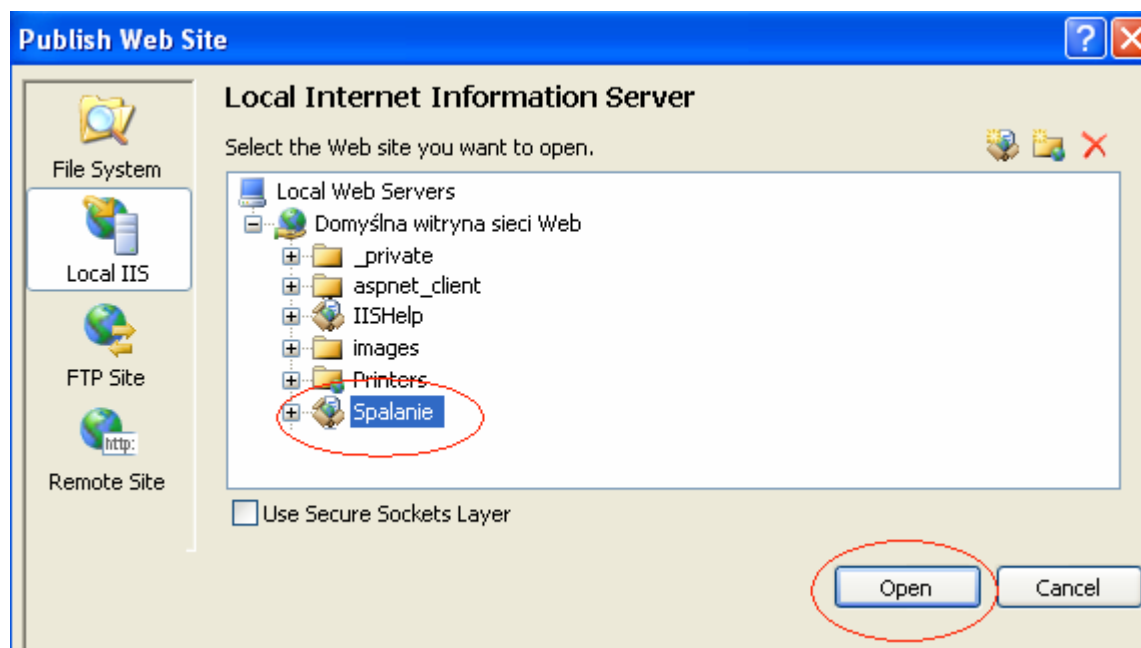 Publish Web Site
File System
Local IIS
FTP Site
http:
Remote Site
Local Internet Information Server
Select the Web site you want to open.
Local Web Servers
Domyślna witryna sieci Web
_private
aspnet_client
IISHelp
images
Printers
Spalanie
Use Secure Sockets Layer
Open
Cancel